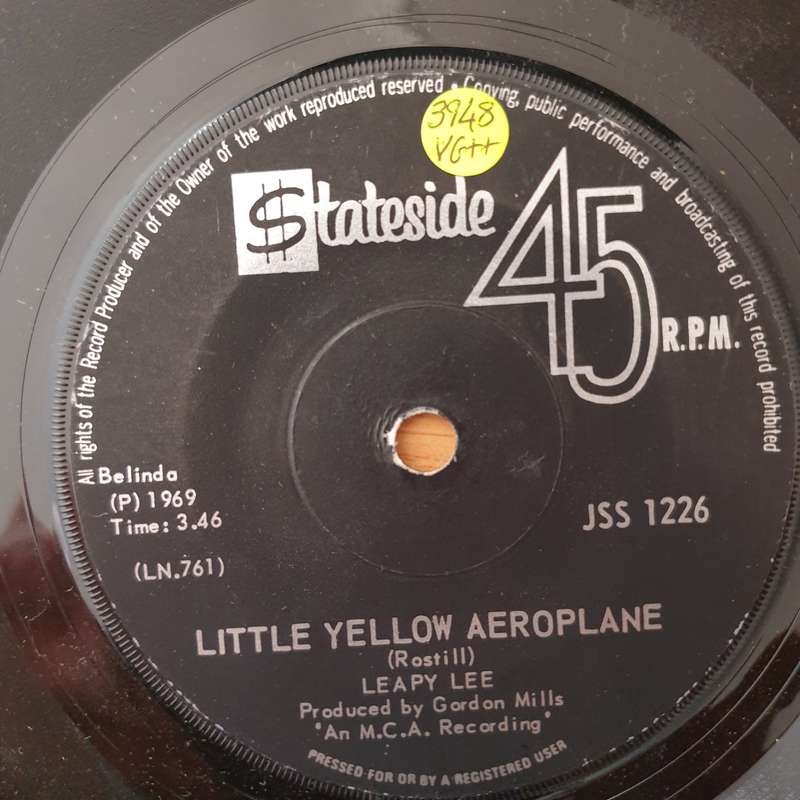 All rights of the Record Producer and of the Owner of the work reproduced reserved • Copying, public performance and broadcasting of this record prohibited
3948
VG++
$tateside
45
R.P.M.
Belinda
(P) 1969
Time: 3.46
(LN.761)
JSS 1226
LITTLE YELLOW AEROPLANE
(Rostill)
LEAPY LEE
Produced by Gordon Mills
"An M.C.A. Recording"
PRESSED FOR OR BY A REGISTERED USER